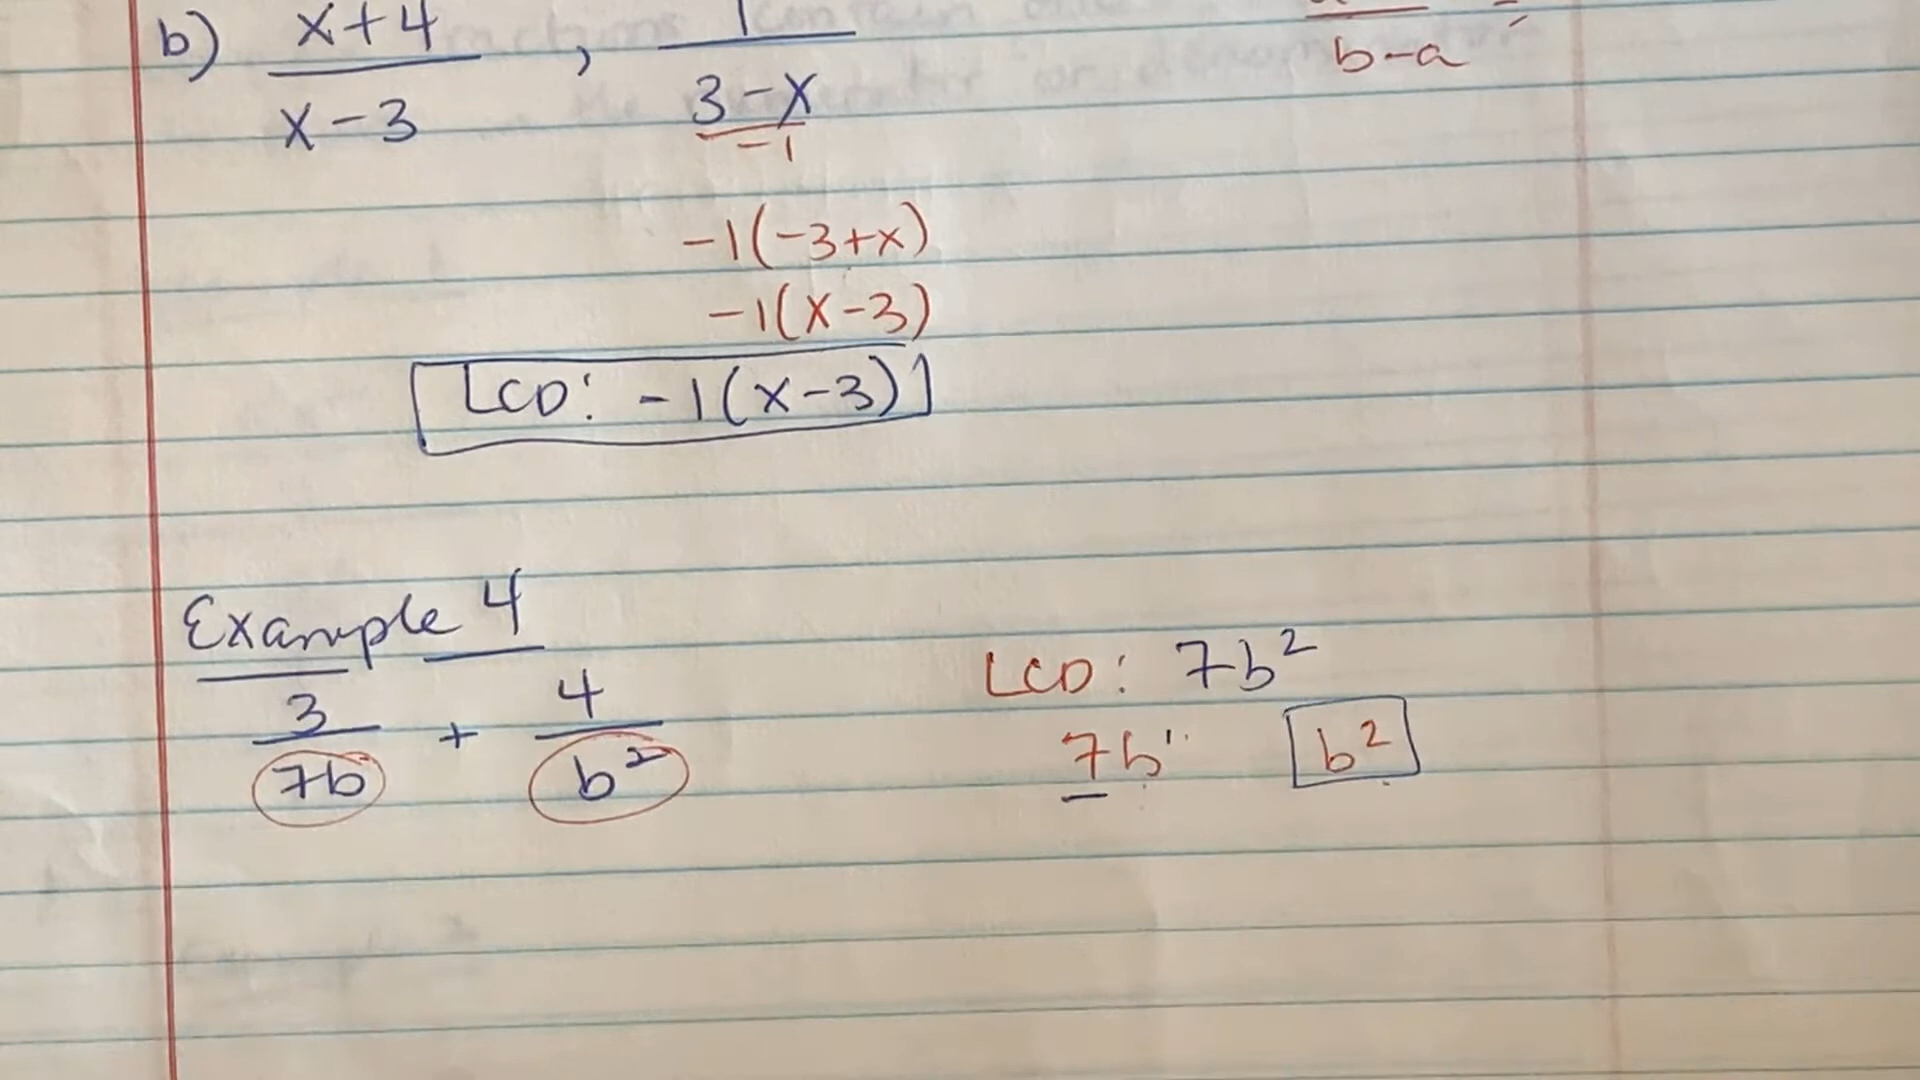 b) x+4 / x-3 , 1 / 3-x
-1
b-a
-1(-3+x)
-1(x-3)
LCD: -1(x-3)
Example 4
3 / 7b + 4 / b²
LCD: 7b²
7b¹ b²